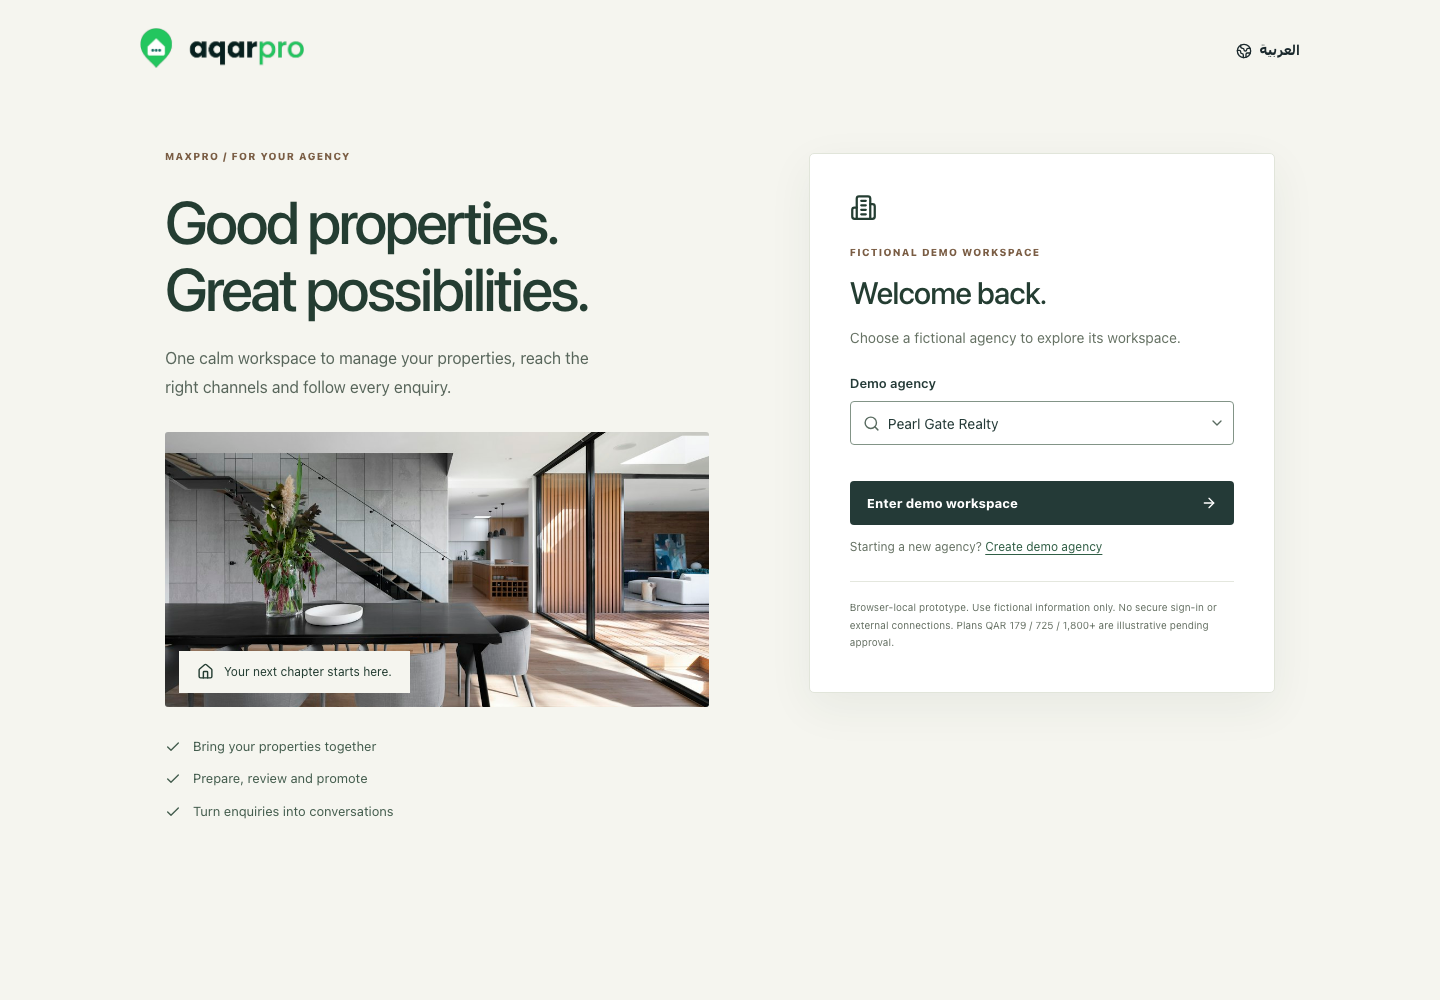 aqarpro
العربية
MAXPRO / FOR YOUR AGENCY
Good properties.
Great possibilities.
One calm workspace to manage your properties, reach the
right channels and follow every enquiry.
Your next chapter starts here.
Bring your properties together
Prepare, review and promote
Turn enquiries into conversations
FICTIONAL DEMO WORKSPACE
Welcome back.
Choose a fictional agency to explore its workspace.
Demo agency
Pearl Gate Realty
Enter demo workspace
Starting a new agency? Create demo agency
Browser-local prototype. Use fictional information only. No secure sign-in or
external connections. Plans QAR 179 / 725 / 1,800+ are illustrative pending
approval.